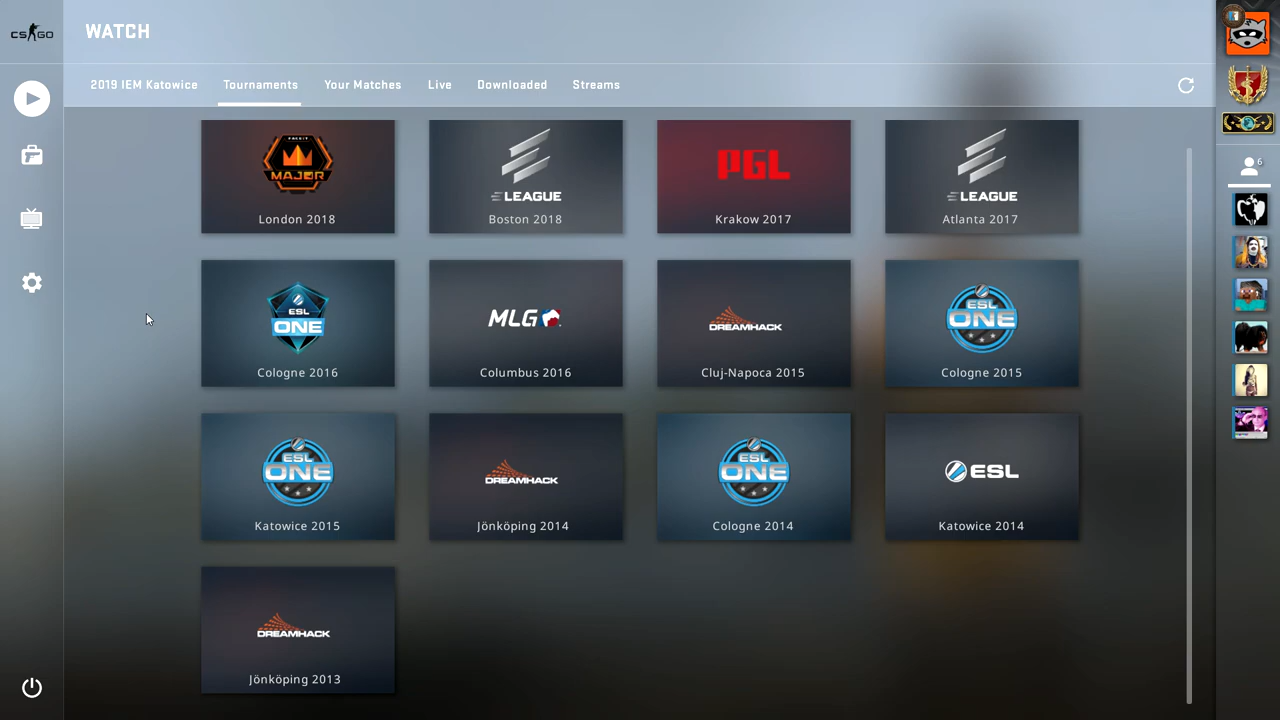 CS GO
WATCH
2019 IEM Katowice
Tournaments
Your Matches
Live
Downloaded
Streams
6
FACEIT
MAJOR
London 2018
ELEAGUE
Boston 2018
PGL
Krakow 2017
ELEAGUE
Atlanta 2017
ESL
ONE
Cologne 2016
MLG
Columbus 2016
DREAMHACK
Cluj-Napoca 2015
ESL
ONE
Cologne 2015
ESL
ONE
Katowice 2015
DREAMHACK
Jönköping 2014
ESL
ONE
Cologne 2014
ESL
Katowice 2014
DREAMHACK
Jönköping 2013